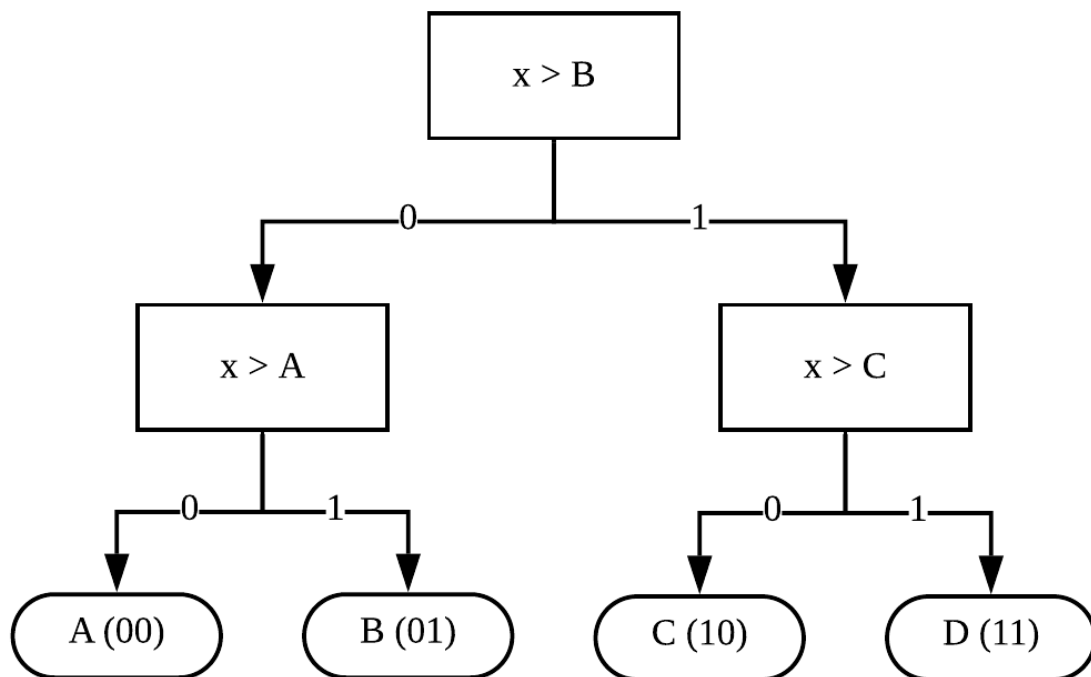 x > B
0
1
x > A
x > C
0
1
0
1
A (00)
B (01)
C (10)
D (11)